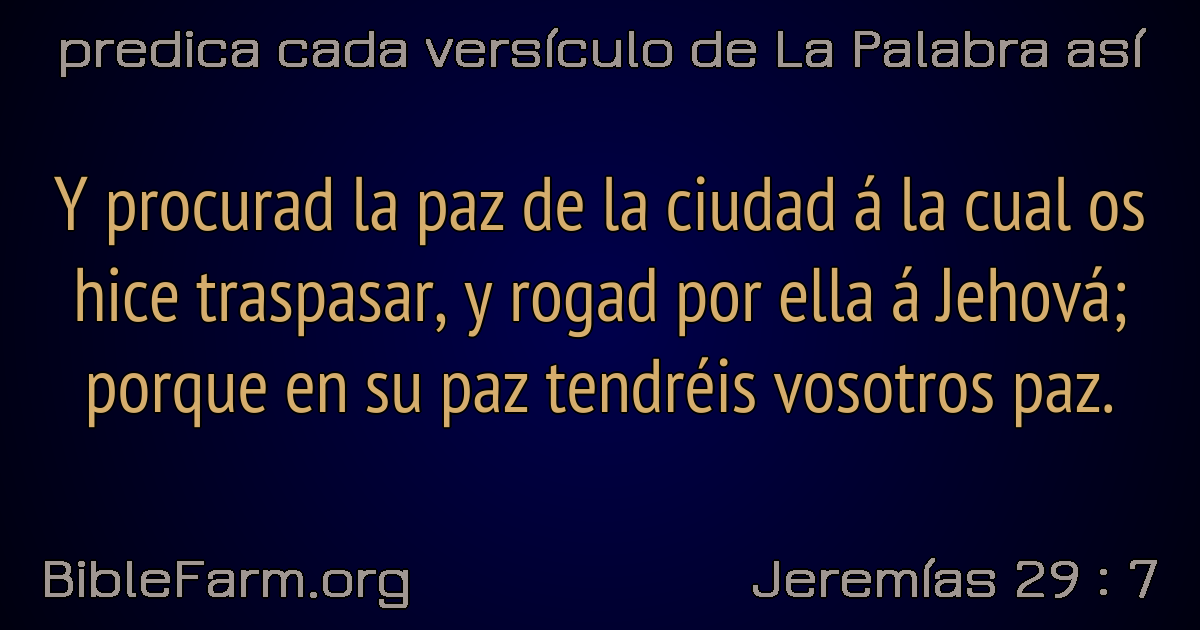 predica cada versículo de La Palabra así
Y procurad la paz de la ciudad á la cual os
hice traspasar, y rogad por ella á Jehová;
porque en su paz tendréis vosotros paz.
BibleFarm.org
Jeremías 29 : 7